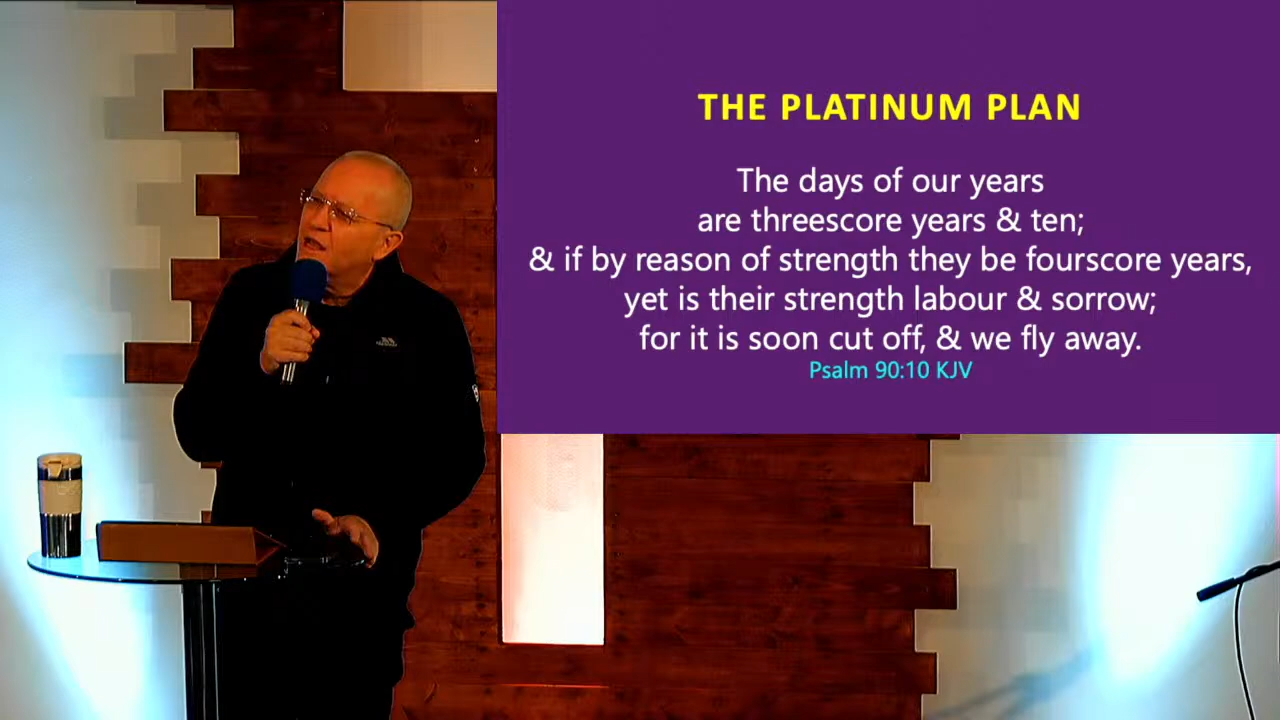 THE PLATINUM PLAN
The days of our years
are threescore years & ten;
& if by reason of strength they be fourscore years,
yet is their strength labour & sorrow;
for it is soon cut off, & we fly away.
Psalm 90:10 KJV